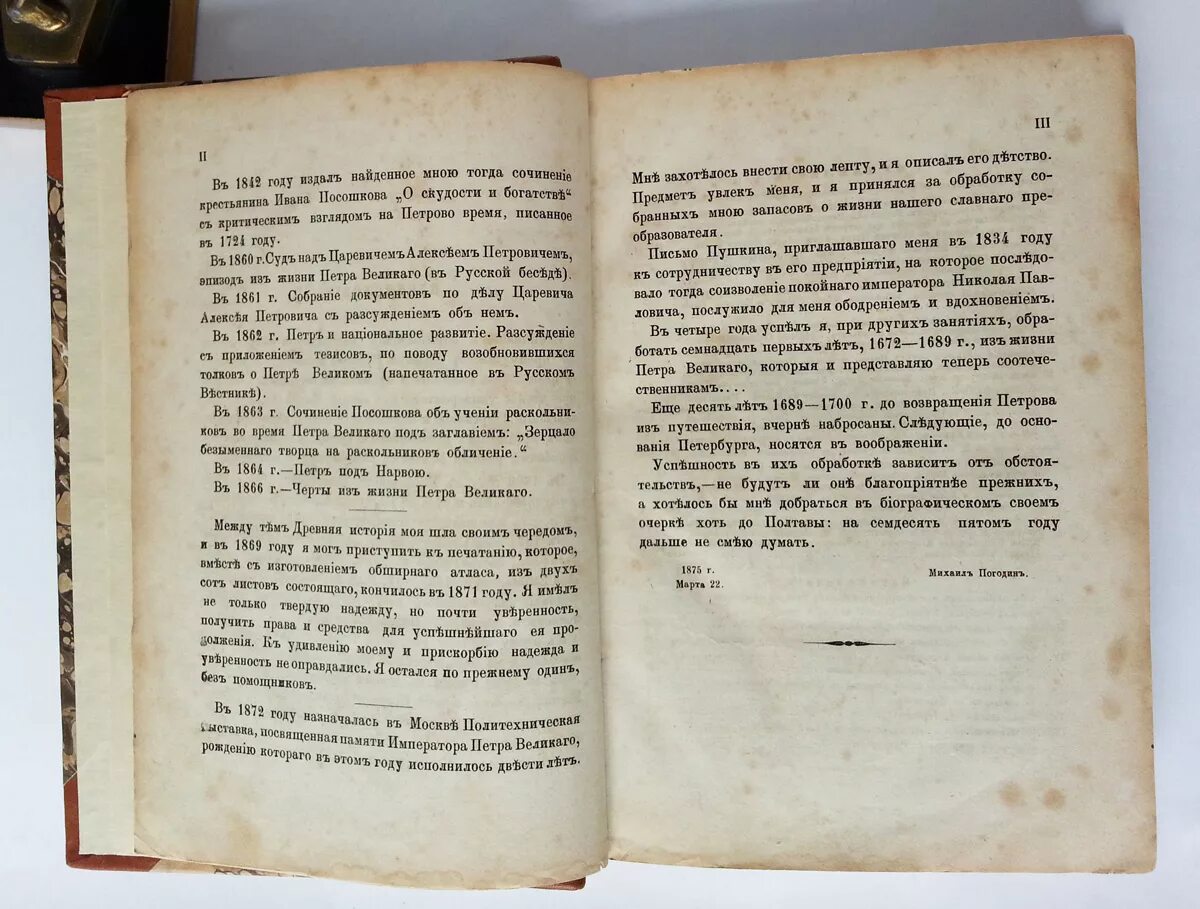 II
Въ 1842 году издалъ найденное мною тогда сочиненіе
крестьянина Ивана Посошкова „О скудости и богатствѣ“
съ критическимъ взглядомъ на Петрово время, писанное
въ 1724 году.
Въ 1860 г. Судъ надъ Царевичемъ Алексѣемъ Петровичемъ,
эпизодъ изъ жизни Петра Великаго (въ Русской бесѣдѣ).
Въ 1861 г. Собраніе документовъ по дѣлу Царевича
Алексѣя Петровича съ разсужденіемъ объ немъ.
Въ 1862 г. Петръ и національное развитіе. Разсужденіе
съ приложеніемъ тезисовъ, по поводу возобновившихся
толковъ о Петрѣ Великомъ (напечатанное въ Русскомъ
Вѣстникѣ).
Въ 1863 г. Сочиненіе Посошкова объ ученіи раскольни-
ковъ во время Петра Великаго подъ заглавіемъ: „Зерцало
безыменнаго творца на раскольниковъ обличеніе.“
Въ 1864 г.—Петръ подъ Нарвою.
Въ 1866 г.—Черты изъ жизни Петра Великаго.
Между тѣмъ Древняя исторія моя шла своимъ чередомъ,
и въ 1869 году я могъ приступить къ печатанію, которое,
вмѣстѣ съ изготовленіемъ обширнаго атласа, изъ двухъ
сотъ листовъ состоящаго, кончилось въ 1871 году. Я имѣлъ
не только твердую надежду, но почти увѣренность,
получить права и средства для успѣшнѣйшаго ея про-
должения. Къ удивленію моему и прискорбію надежда и
увѣренность не оправдались. Я остался по прежнему одинъ,
безъ помощниковъ.
Въ 1872 году назначалась въ Москвѣ Политехническая
выставка, посвященная памяти Императора Петра Великаго,
рожденію котораго въ этомъ году исполнилось двѣсти лѣтъ.
III
Мнѣ захотѣлось внести свою лепту, и я описалъ его дѣтство.
Предметъ увлекъ меня, и я принялся за обработку со-
бранныхъ мною запасовъ о жизни нашего славнаго пре-
образователя.
Письмо Пушкина, приглашавшаго меня въ 1834 году
къ сотрудничеству въ его предпріятіи, на которое послѣдо-
вало тогда соизволеніе покойнаго императора Николая Пав-
ловича, послужило для меня ободреніемъ и вдохновеніемъ.
Въ четыре года успѣлъ я, при другихъ занятіяхъ, обра-
ботать семнадцать первыхъ лѣтъ, 1672—1689 г., изъ жизни
Петра Великаго, которыя и представляю теперь соотече-
ственникамъ....
Еще десять лѣтъ 1689—1700 г. до возвращенія Петрова
изъ путешествія, вчернѣ набросаны. Слѣдующіе, до осно-
ванія Петербурга, носятся въ воображеніи.
Успѣшность въ ихъ обработкѣ зависитъ отъ обстоя-
тельствъ,—не будутъ ли онѣ благопріятнѣе прежнихъ,
а хотѣлось бы мнѣ добраться въ біографическомъ своемъ
очеркѣ хоть до Полтавы: на семдесять пятомъ году
дальше не смѣю думать.
1875 г.
Марта 22.
Михаилъ Погодинъ.